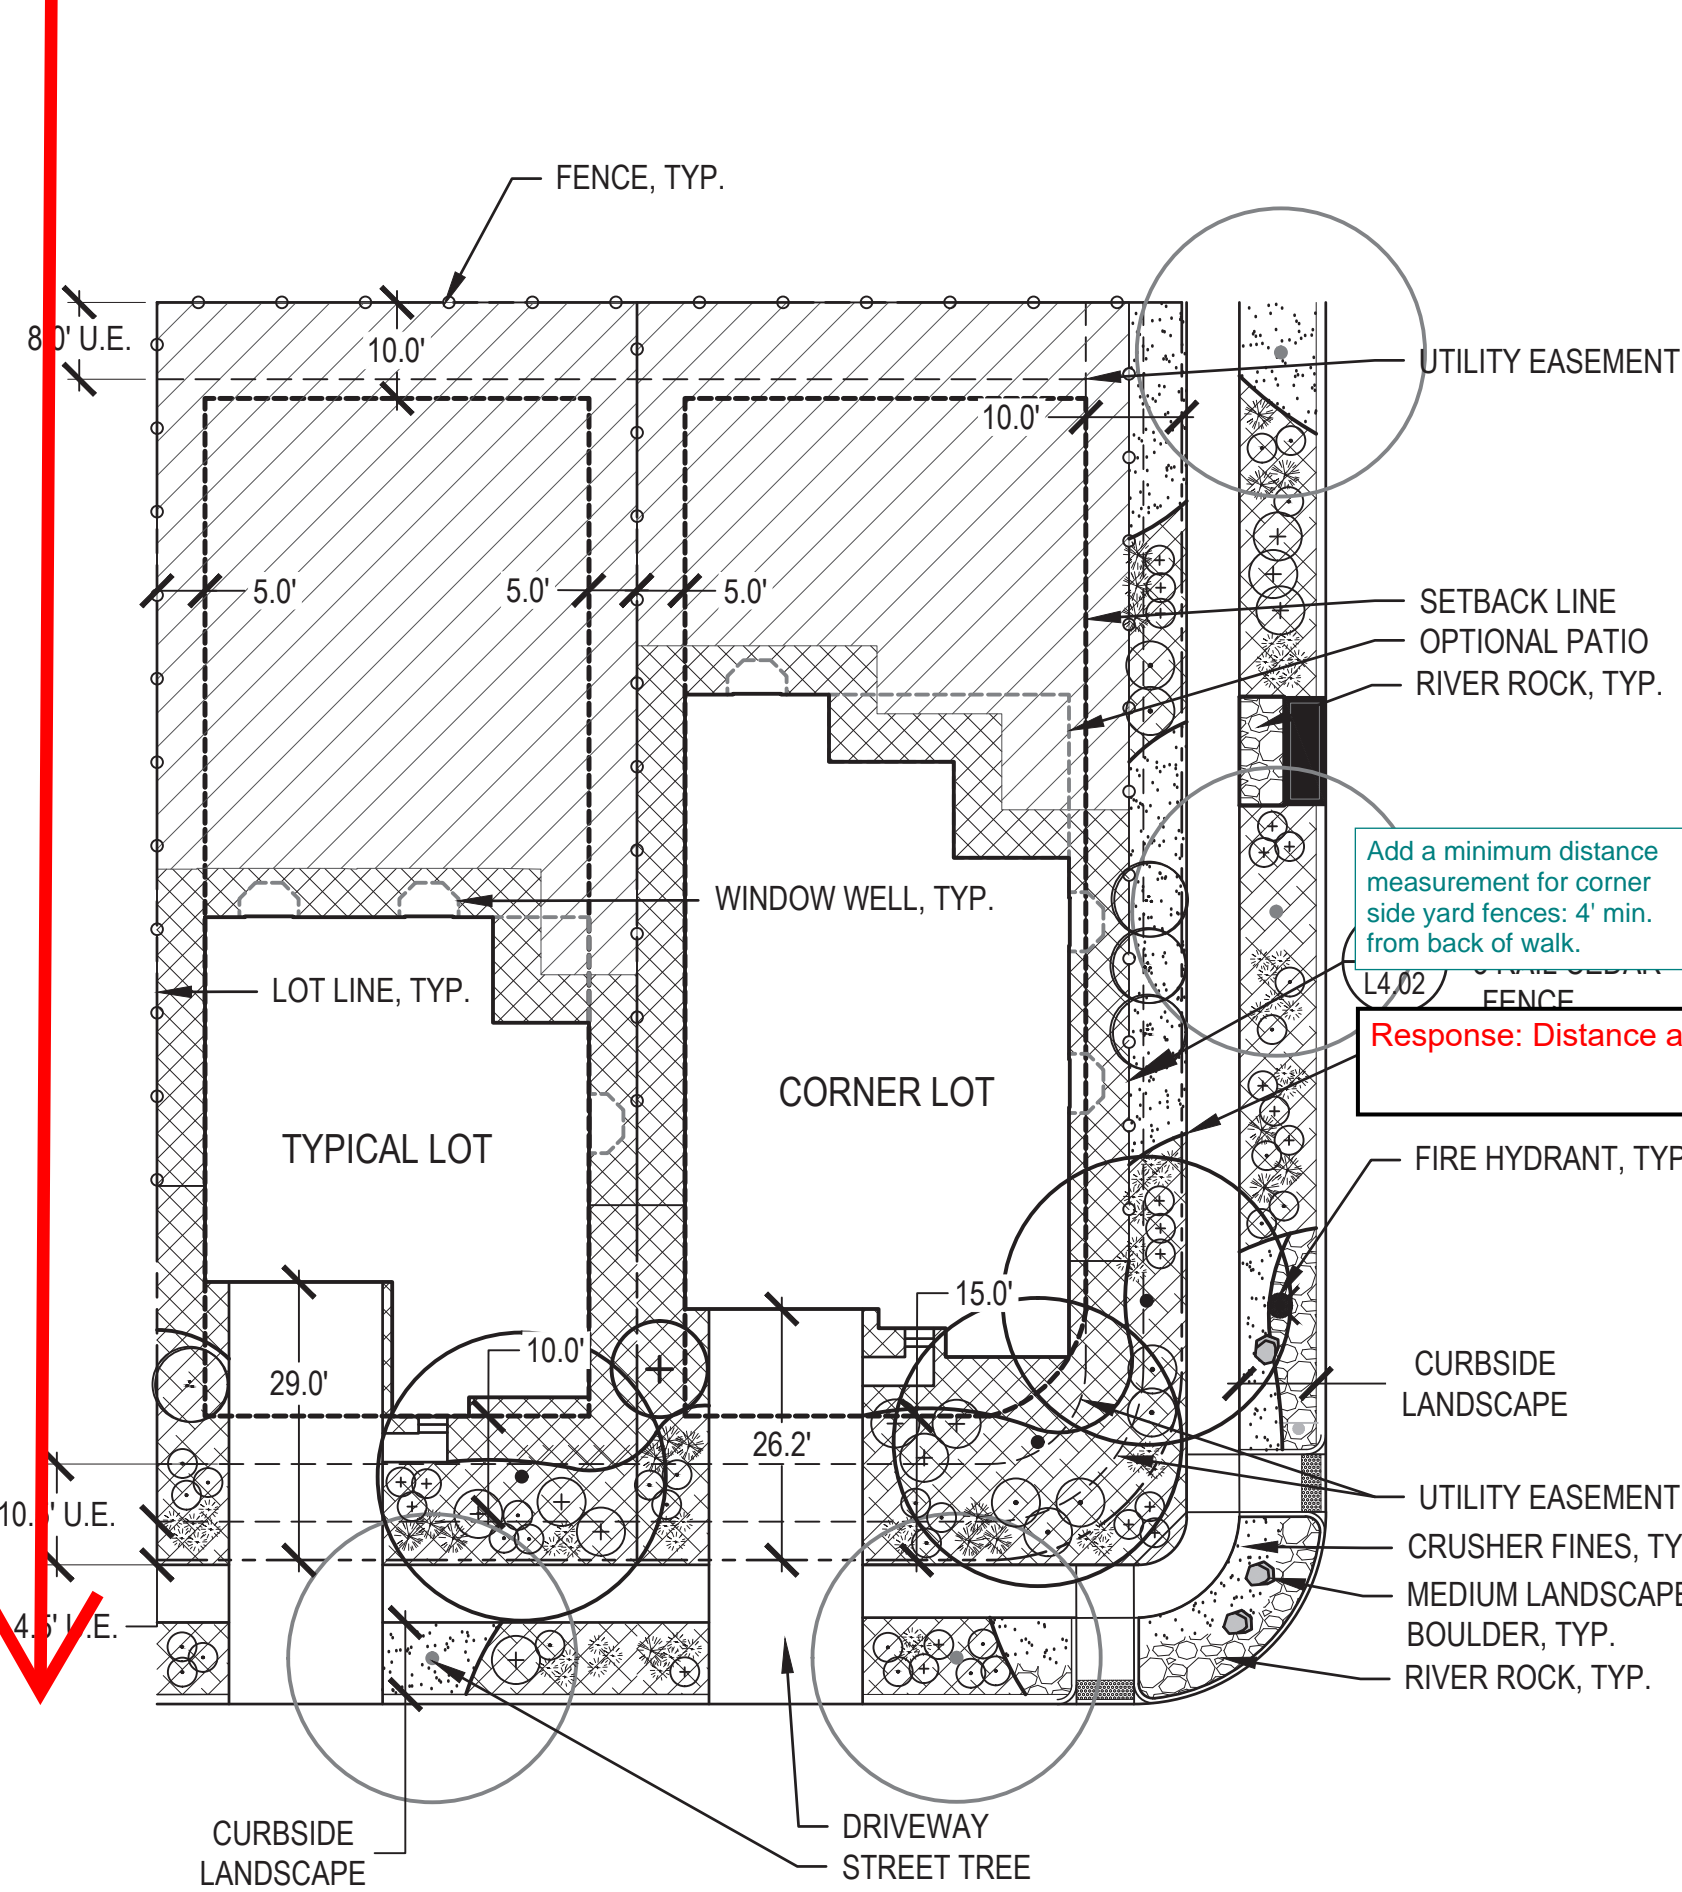 FENCE, TYP.
8.0' U.E.
10.0'
UTILITY EASEMENT
10.0'
5.0'
5.0'
5.0'
SETBACK LINE
OPTIONAL PATIO
RIVER ROCK, TYP.
Add a minimum distance
measurement for corner
side yard fences: 4' min.
from back of walk.
WINDOW WELL, TYP.
L4.02
FENCE
LOT LINE, TYP.
Response: Distance a
CORNER LOT
TYPICAL LOT
FIRE HYDRANT, TYP
15.0'
10.0'
29.0'
CURBSIDE
LANDSCAPE
26.2'
UTILITY EASEMENT
U.E.
CRUSHER FINES, TY
MEDIUM LANDSCAPE
BOULDER, TYP.
4.5' U.E.
RIVER ROCK, TYP.
DRIVEWAY
STREET TREE
CURBSIDE
LANDSCAPE